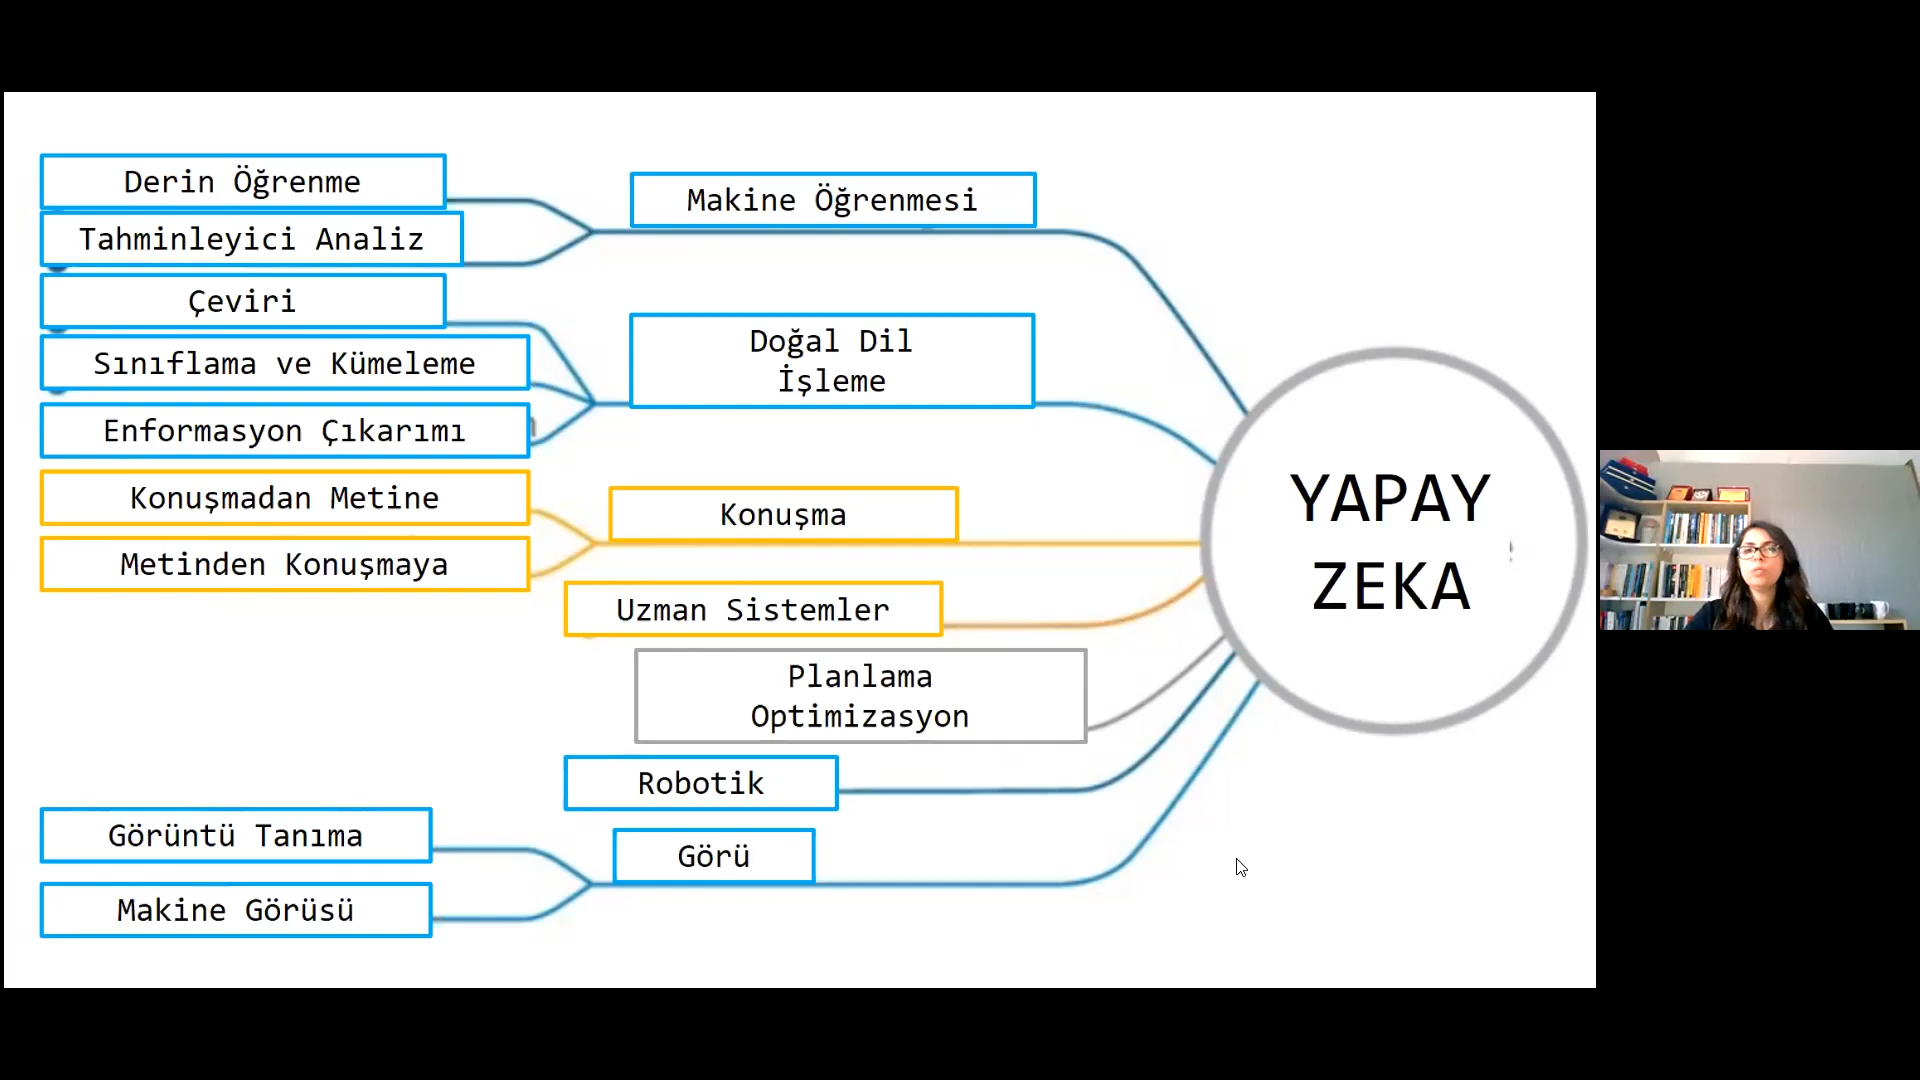 Derin Öğrenme
Tahminleyici Analiz
Makine Öğrenmesi
Çeviri
Sınıflama ve Kümeleme
Enformasyon Çıkarımı
Doğal Dil
İşleme
Konuşmadan Metine
Metinden Konuşmaya
Konuşma
Uzman Sistemler
Planlama
Optimizasyon
Robotik
Görüntü Tanıma
Makine Görüsü
Görü
YAPAY
ZEKA